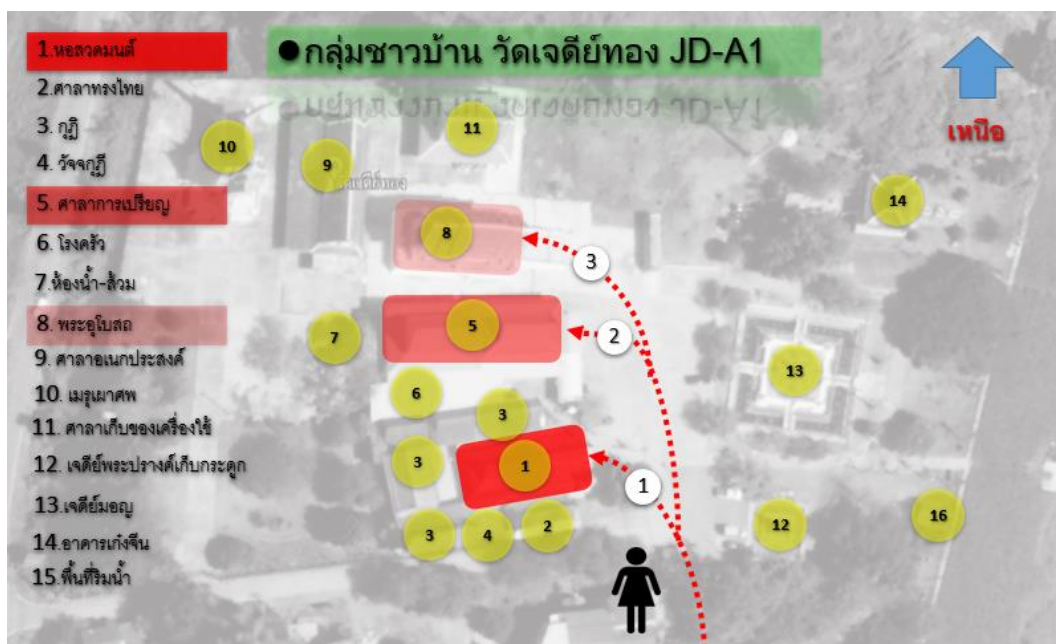 ●กลุ่มชาวบ้าน วัดเจดีย์ทอง JD-A1
1.หอสวดมนต์
2.ศาลาทรงไทย
3. กุฏิ
4. วัจจกุฎี
5. ศาลาการเปรียญ
6. โรงครัว
7.ห้องน้ำ-ส้วม
8. พระอุโบสถ
9. ศาลาอเนกประสงค์
10. เมรุเผาศพ
11. ศาลาเก็บของเครื่องใช้
12. เจดีย์พระปรางค์เก็บกระดูก
13.เจดีย์มอญ
14.อาคารเก๋งจีน
15.พื้นที่ริมน้ำ
เหนือ
11
10
9
14
8
3
5
2
7
13
6
3
3
1
1
16
12
2
3
4